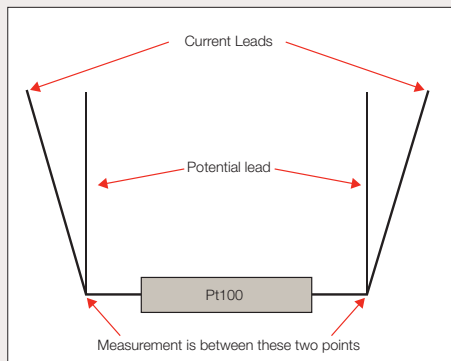 Current Leads
Potential lead
Pt100
Measurement is between these two points